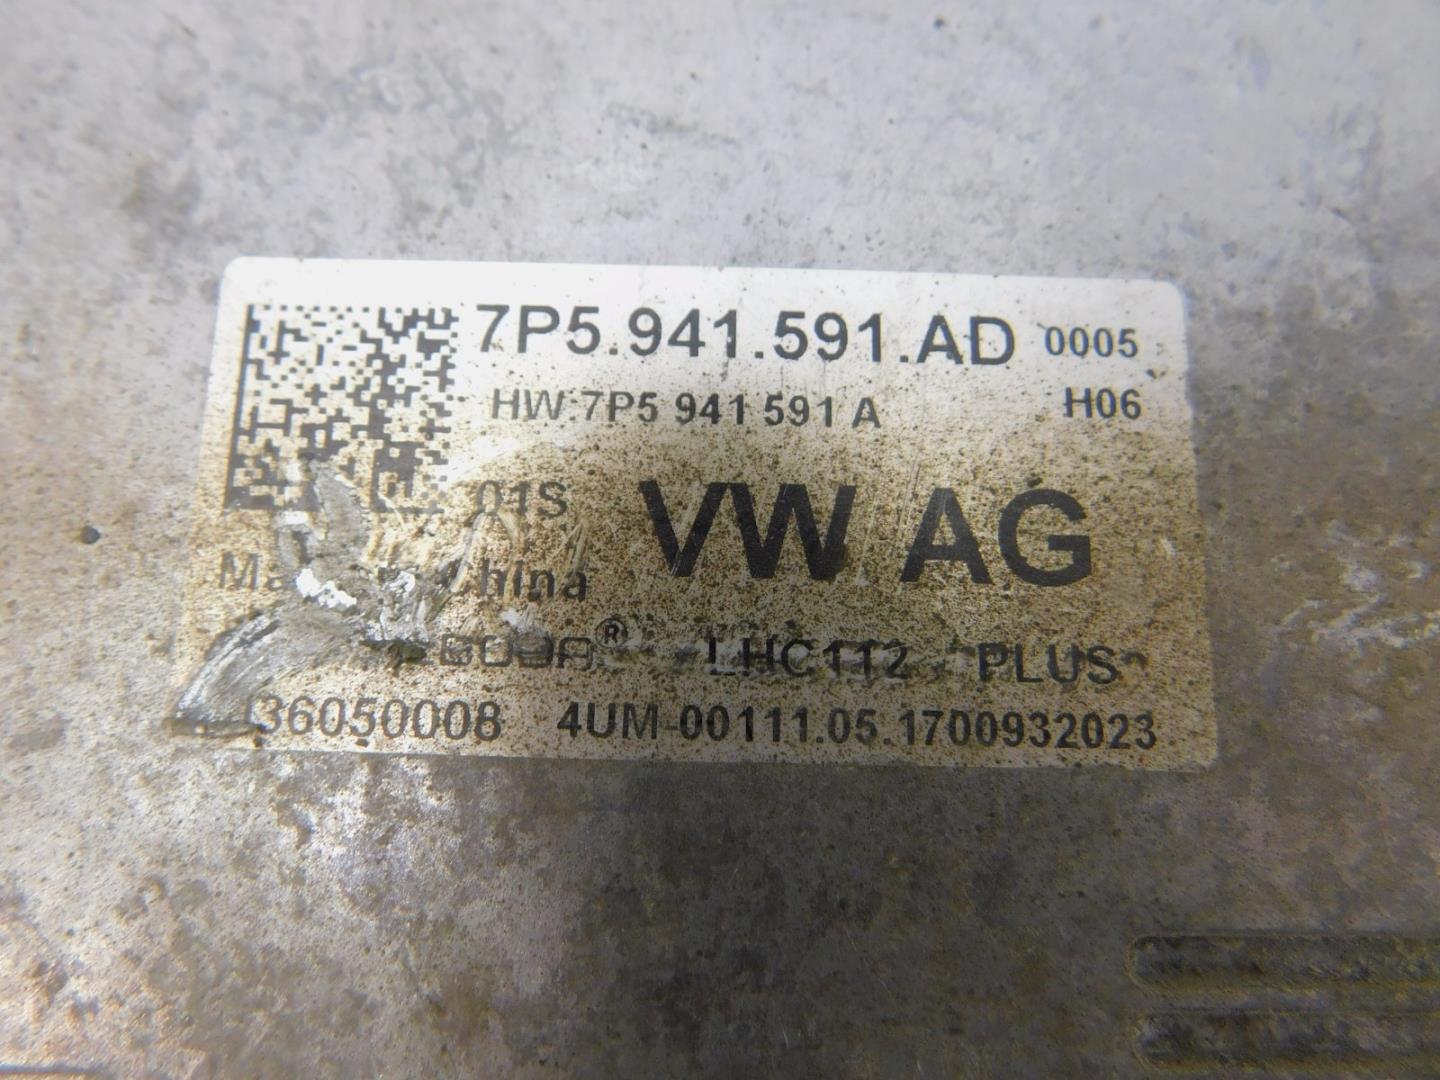 7P5.941.591.AD 0005
HW:7P5 941 591 A H06
01S VW AG
China
LHC112 PLUS
36050008 4UM-00111.05.1700932023